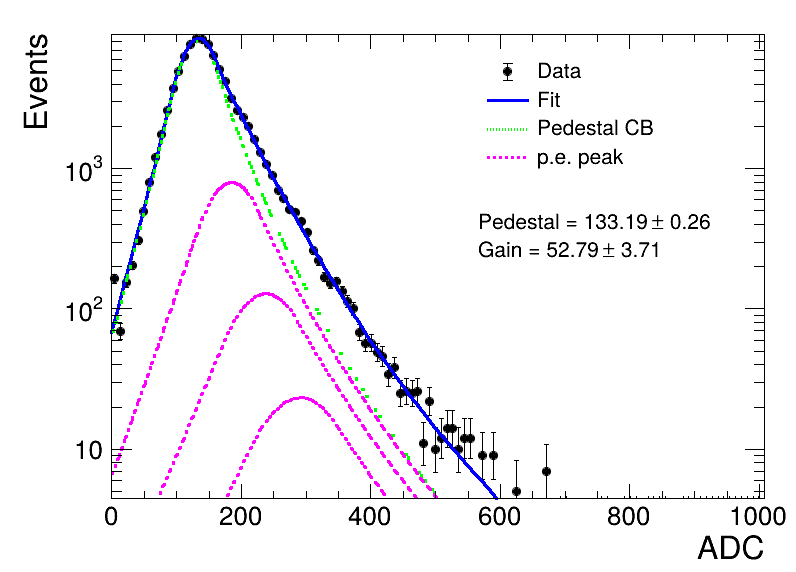 Events
10³
10²
10
Data
Fit
Pedestal CB
p.e. peak
Pedestal = 133.19 ± 0.26
Gain = 52.79 ± 3.71
0 200 400 600 800 1000
ADC